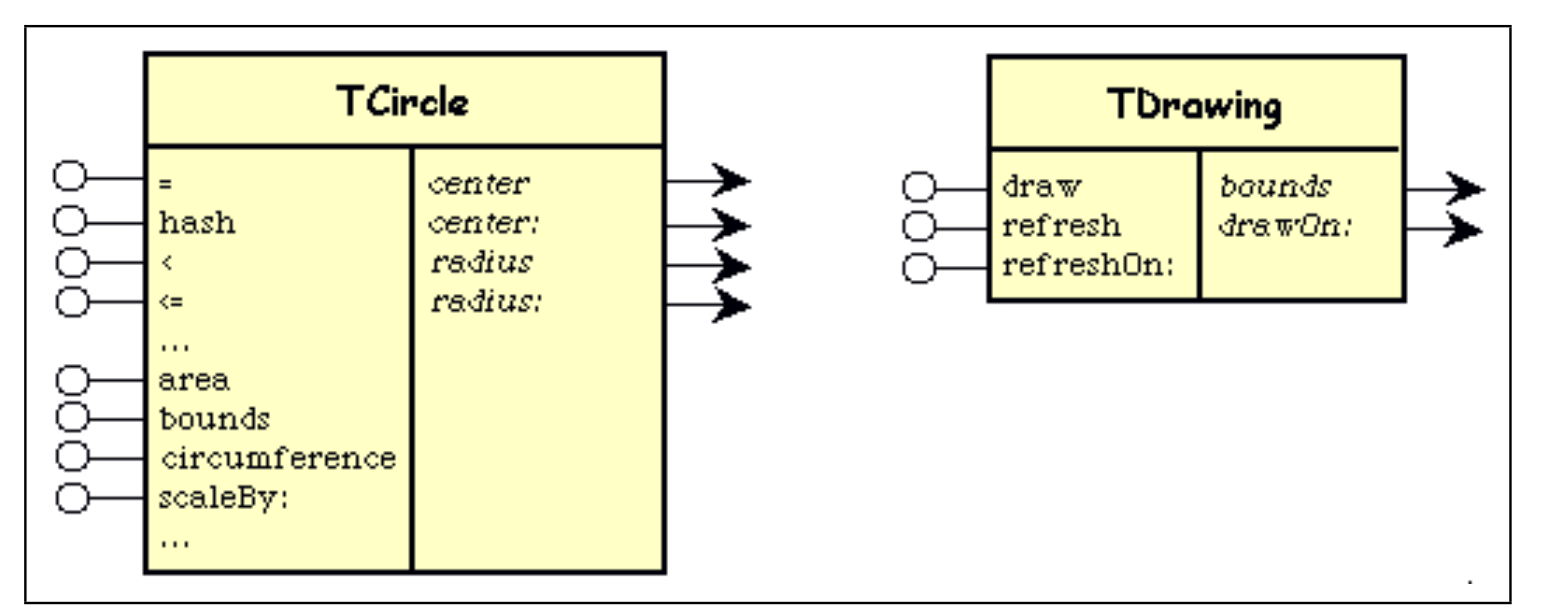 TCircle
=
hash
<
<=
...
area
bounds
circumference
scaleBy:
...
center
center:
radius
radius:
TDrawing
draw
refresh
refreshOn:
bounds
drawOn: